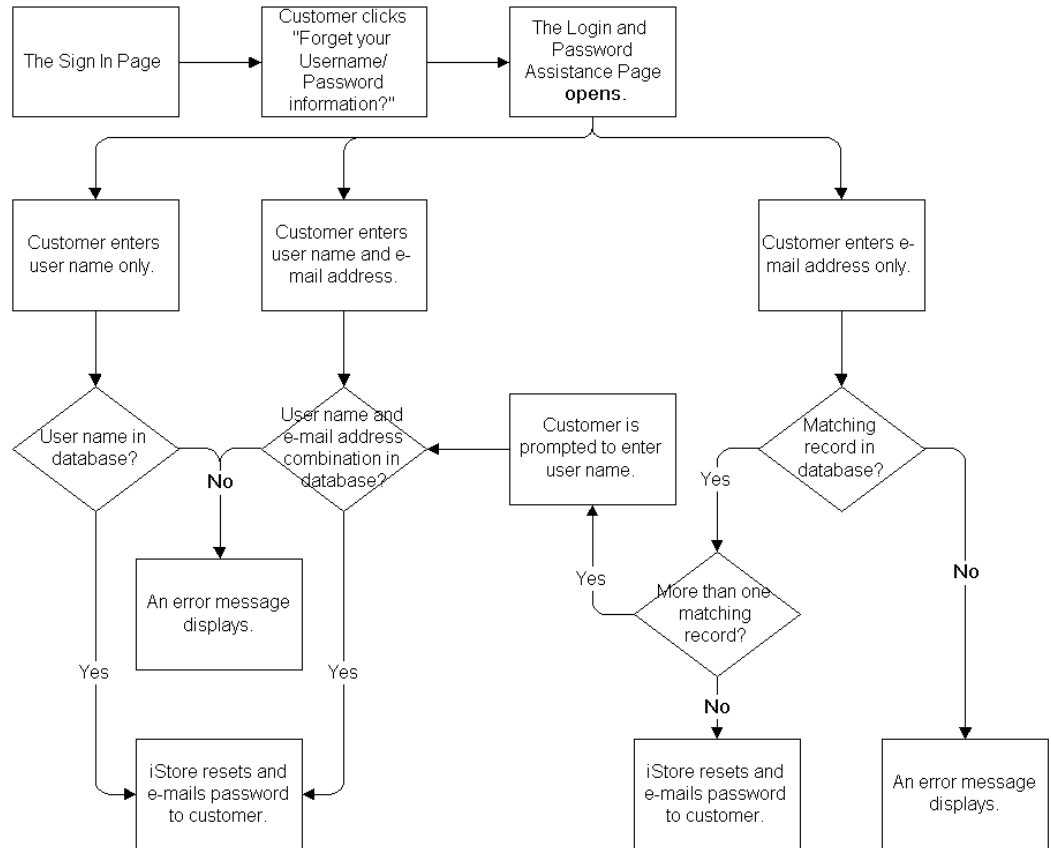 The Sign In Page
Customer clicks
"Forget your
Username/
Password
information?"
The Login and
Password
Assistance Page
opens.
Customer enters
user name only.
Customer enters
user name and e-
mail address.
Customer enters e-
mail address only.
User name in
database?
User name and
e-mail address
combination in
database?
Customer is
prompted to enter
user name.
Matching
record in
database?
No
Yes
No
Yes
More than one
matching
record?
An error message
displays.
Yes
Yes
No
iStore resets and
e-mails password
to customer.
iStore resets and
e-mails password
to customer.
An error message
displays.